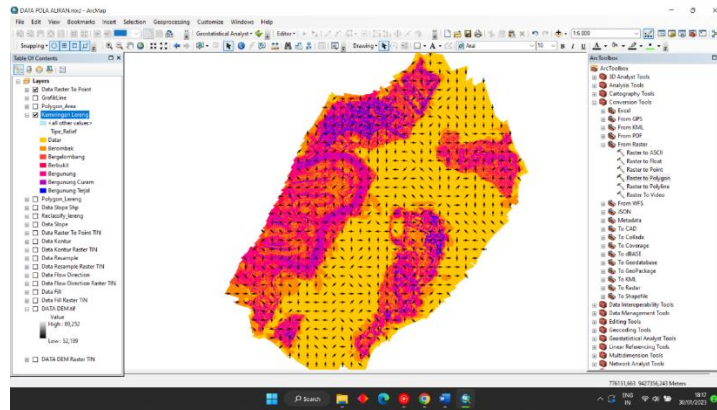 DATA POLA ALIRAN.mxd - ArcMap
File Edit View Bookmarks Insert Selection Geoprocessing Customize Windows Help
Geostatistical Analyst
Editor
1:6.000
Snapping
Drawing
Arial
10
B I U A
Table Of Contents
Layers
Data Raster To Point
GrafikLine
Polygon_Area
Kemiringan Lereng
<all other values>
Tipe_Relief
Datar
Berombak
Bergelombang
Berbukit
Bergunung
Bergunung Curam
Bergunung Terjal
Polygon_Lereng
Data Slope Shp
Reclassify_lereng
Data Slope
Data Raster To Point TIN
Data Kontur
Data Kontur Raster TIN
Data Resample
Data Resample Raster TIN
Data Flow Direction
Data Flow Direction Raster TIN
Data Fill
Data Fill Raster TIN
DATA DEM.tif
Value
DATA DEM Raster TIN
ArcToolbox
ArcToolbox
3D Analyst Tools
Analysis Tools
Cartography Tools
Conversion Tools
Excel
From GPS
From KML
From PDF
From Raster
Raster to ASCII
Raster to Float
Raster to Point
Raster to Polygon
Raster to Polyline
Raster To Video
From WFS
JSON
Metadata
To CAD
To Collada
To Coverage
To dBASE
To Geodatabase
To GeoPackage
To KML
To Raster
To Shapefile
Data Interoperability Tools
Data Management Tools
Editing Tools
Geocoding Tools
Geostatistical Analyst Tools
Linear Referencing Tools
Multidimension Tools
Network Analyst Tools
Search
ENG
IN
18:12
30/01/2023